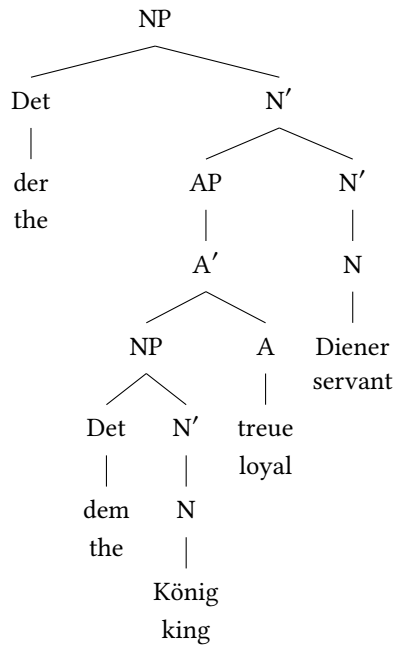 NP
Det N′
der the AP N′
A′ N
NP A Diener servant
Det N′ treue loyal
dem the N
König king